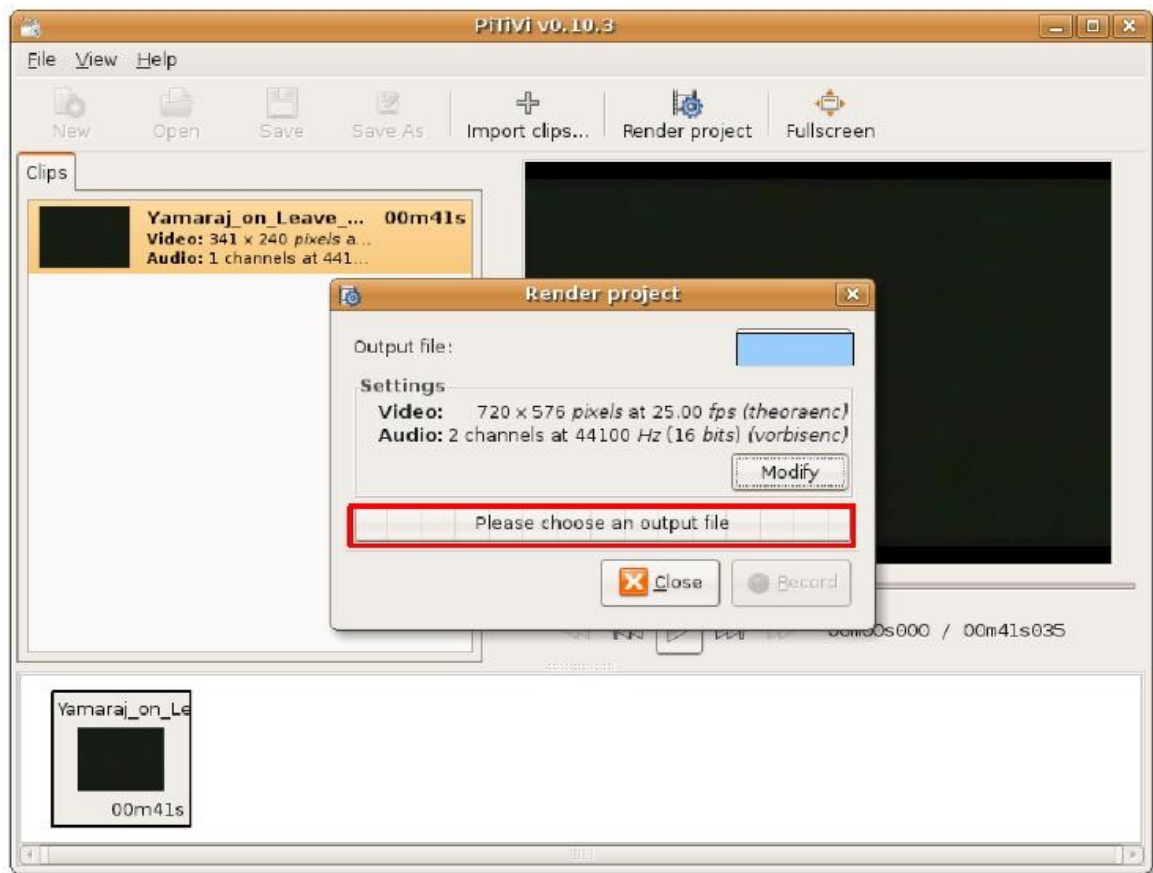 PiTiVi v0.10.3
File View Help
New Open Save Save As Import clips... Render project Fullscreen
Clips
Yamaraj_on_Leave_... 00m41s
Video: 341 x 240 pixels a...
Audio: 1 channels at 441...
Render project
Output file:
Settings
Video: 720 x 576 pixels at 25.00 fps (theoraenc)
Audio: 2 channels at 44100 Hz (16 bits) (vorbisenc)
Modify
Please choose an output file
Close Record
/ 00m41s035
Yamaraj_on_Le
00m41s